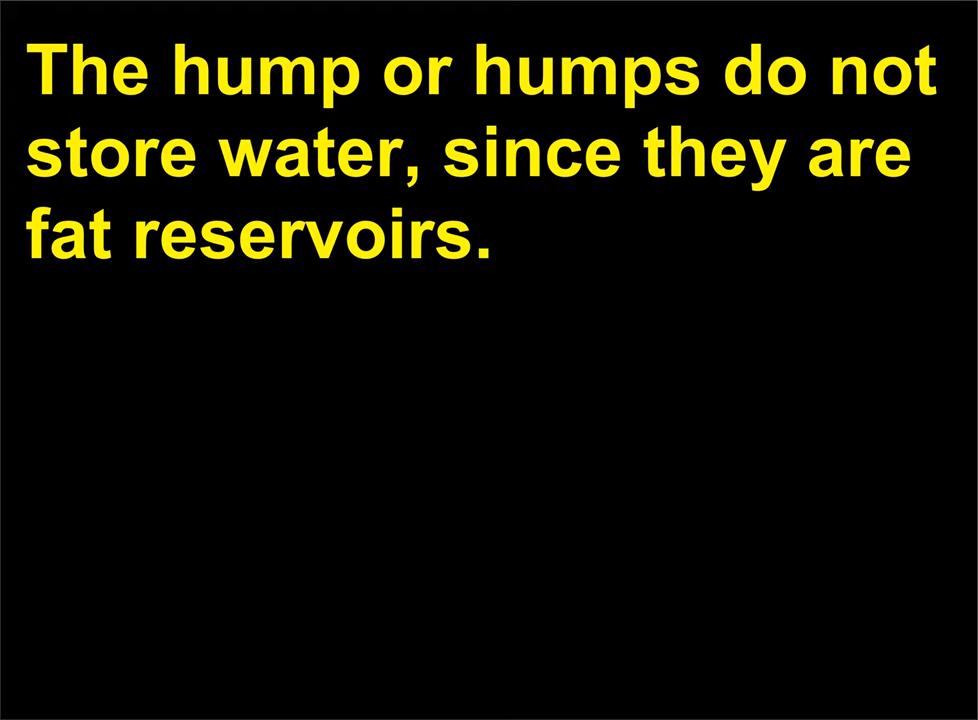 The hump or humps do not
store water, since they are
fat reservoirs.